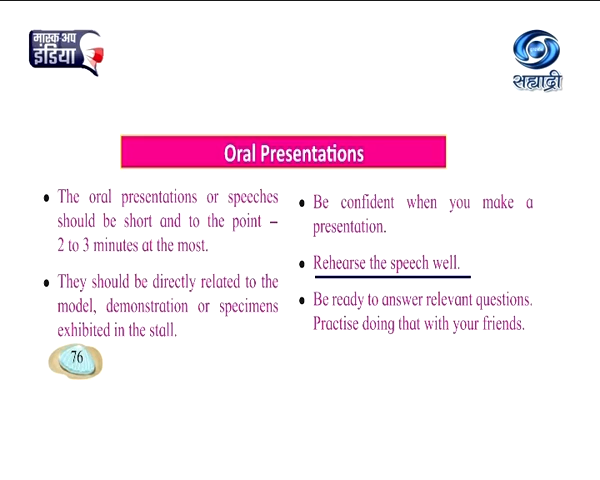 मास्क अप
इंडिया
सह्याद्री
Oral Presentations
• The oral presentations or speeches
should be short and to the point –
2 to 3 minutes at the most.
• They should be directly related to the
model, demonstration or specimens
exhibited in the stall.
76
• Be confident when you make a
presentation.
• Rehearse the speech well.
• Be ready to answer relevant questions.
Practise doing that with your friends.